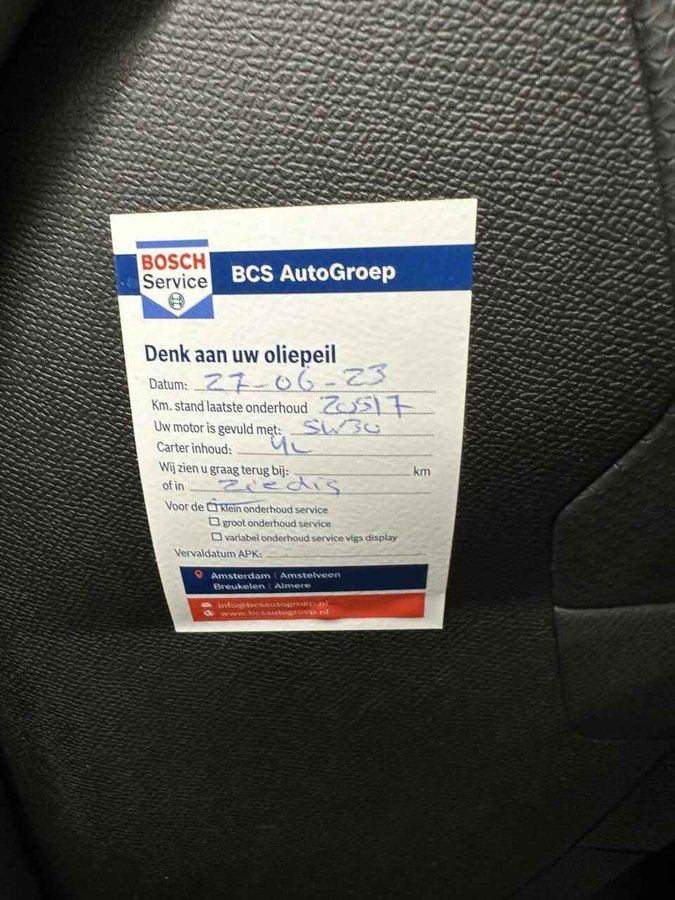 BOSCH
Service
BCS AutoGroep
Denk aan uw oliepeil
Datum: 27-06-23
Km. stand laatste onderhoud 20517
Uw motor is gevuld met: 5W30
Carter inhoud: 4L
Wij zien u graag terug bij: km
of in
Voor de klein onderhoud service
groot onderhoud service
variabel onderhoud service vlgs display
Vervaldatum APK:
Amsterdam | Amstelveen
Breukelen | Almere
info@bcsautogroep.nl
www.bcsautogroep.nl